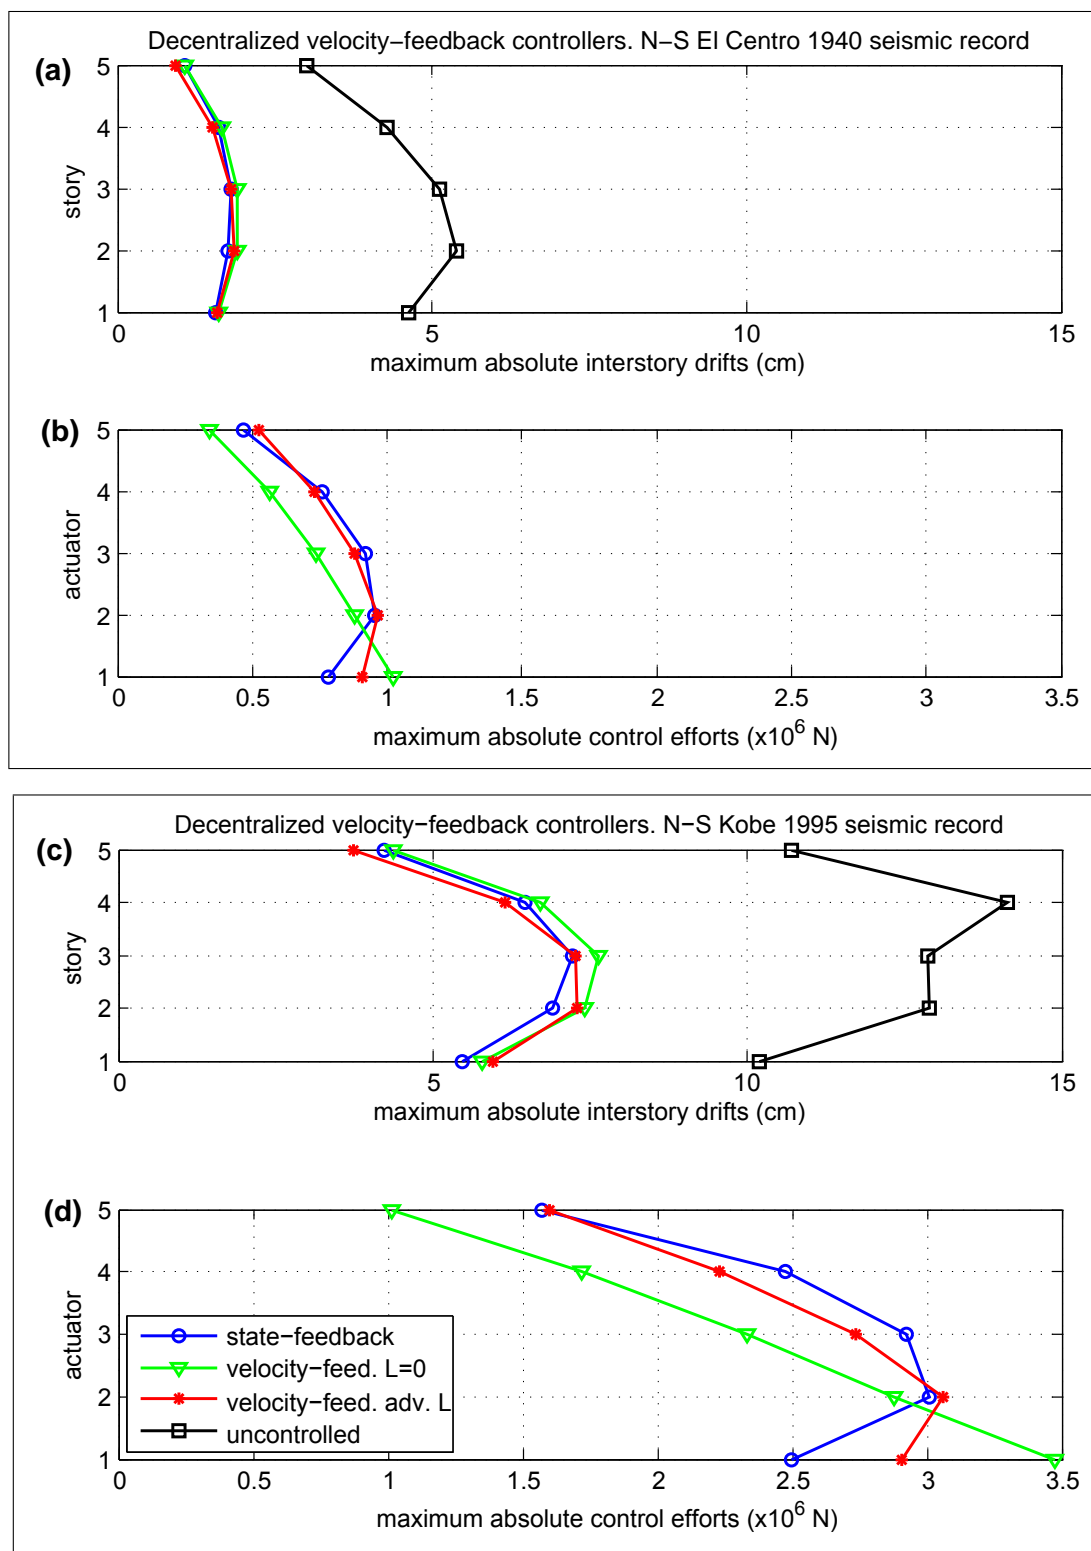 Decentralized velocity−feedback controllers. N−S El Centro 1940 seismic record
(a)
5
4
3
2
1
story
0 5 10 15
maximum absolute interstory drifts (cm)
(b)
5
4
3
2
1
actuator
0 0.5 1 1.5 2 2.5 3 3.5
maximum absolute control efforts (x10^6 N)
Decentralized velocity−feedback controllers. N−S Kobe 1995 seismic record
(c)
5
4
3
2
1
story
0 5 10 15
maximum absolute interstory drifts (cm)
(d)
5
4
3
2
1
actuator
state−feedback
velocity−feed. L=0
velocity−feed. adv. L
uncontrolled
0 0.5 1 1.5 2 2.5 3 3.5
maximum absolute control efforts (x10^6 N)